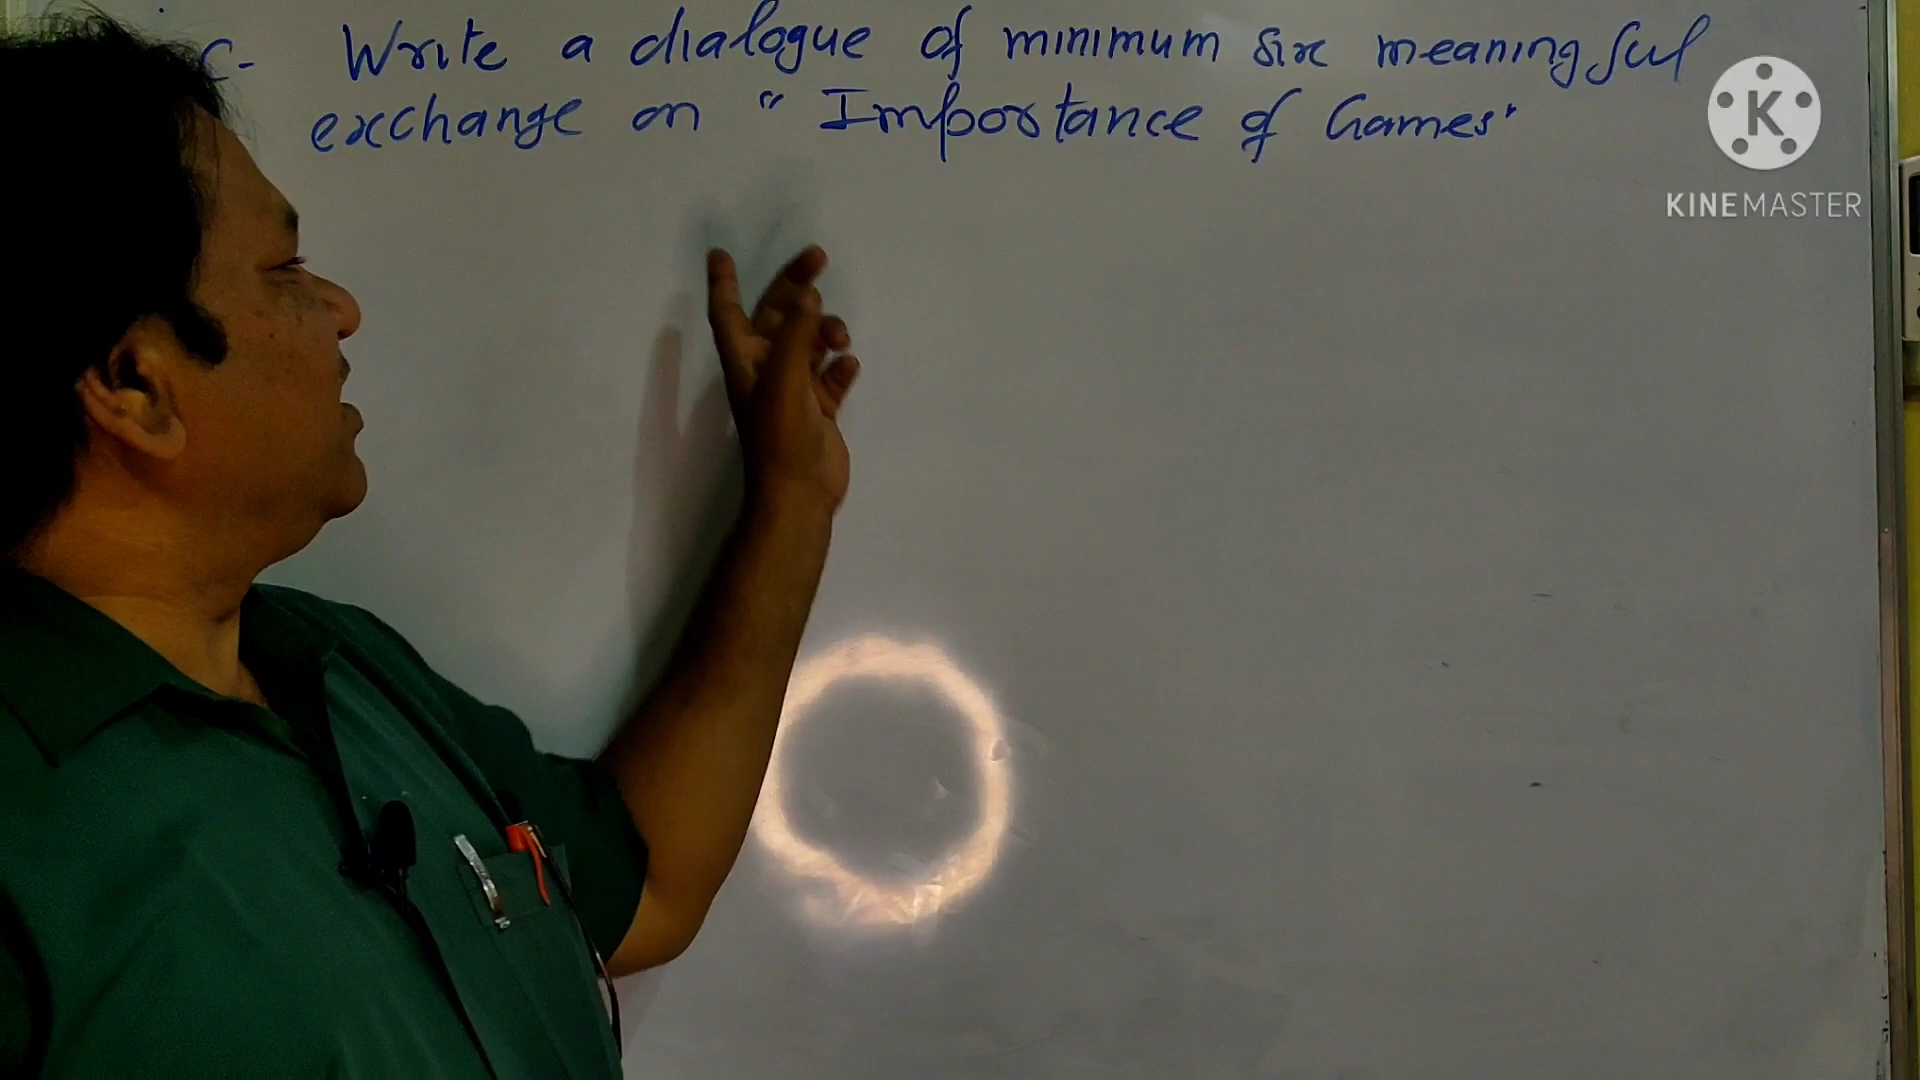 C- Write a dialogue of minimum six meaningful
exchange on "Importance of Games"
K
KINEMASTER